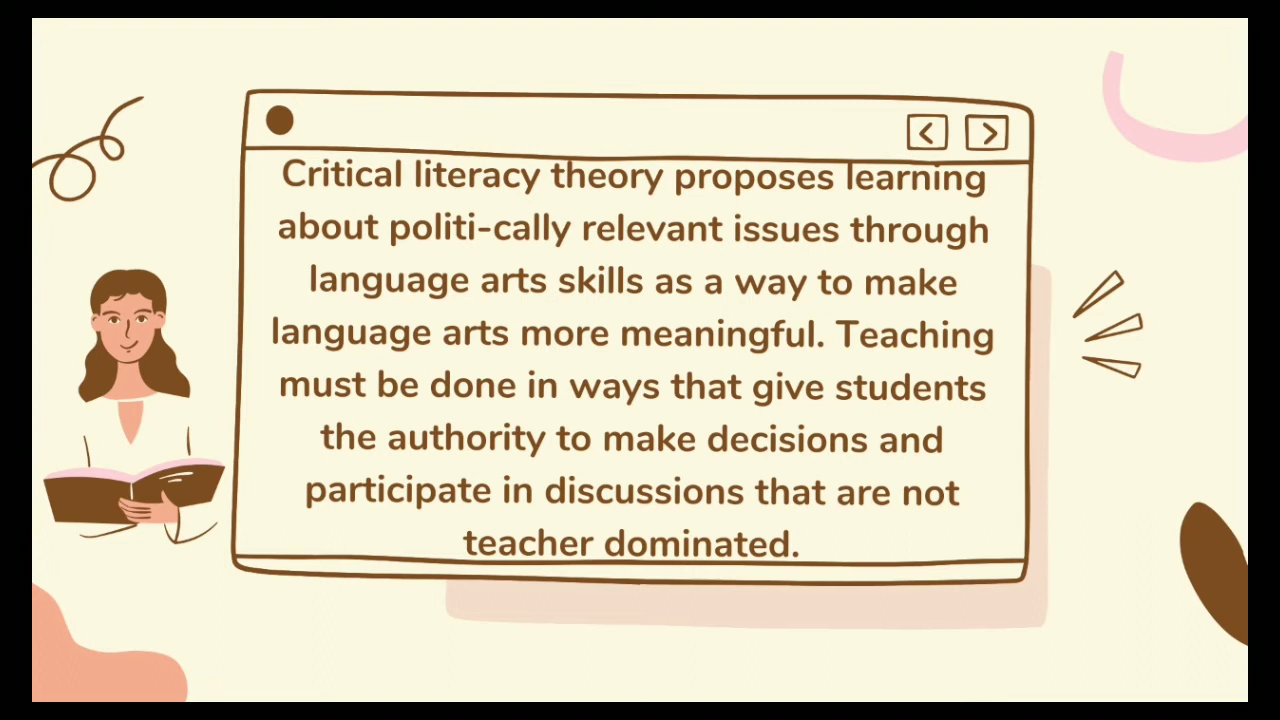 Critical literacy theory proposes learning
about politi-cally relevant issues through
language arts skills as a way to make
language arts more meaningful. Teaching
must be done in ways that give students
the authority to make decisions and
participate in discussions that are not
teacher dominated.